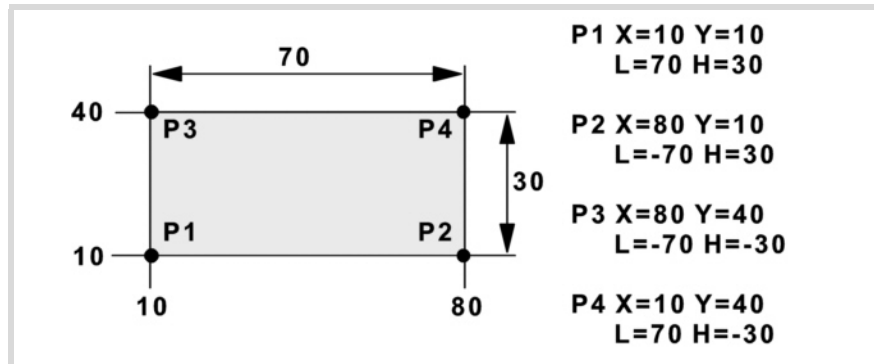 70
40
P3
P4
30
P1
P2
10
10
80
P1 X=10 Y=10
L=70 H=30
P2 X=80 Y=10
L=-70 H=30
P3 X=80 Y=40
L=-70 H=-30
P4 X=10 Y=40
L=70 H=-30